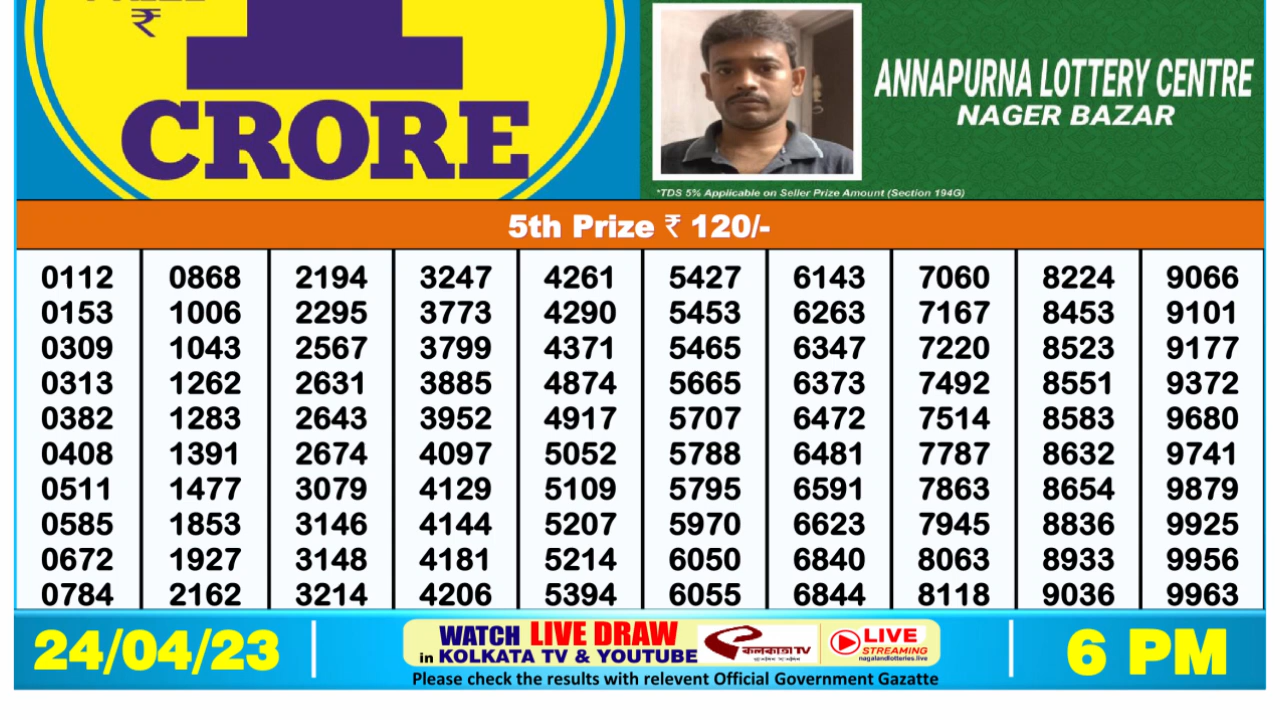 ₹
1
CRORE
ANNAPURNA LOTTERY CENTRE
NAGER BAZAR
*TDS 5% Applicable on Seller Prize Amount (Section 194G)
5th Prize ₹ 120/-
0112 0868 2194 3247 4261 5427 6143 7060 8224 9066
0153 1006 2295 3773 4290 5453 6263 7167 8453 9101
0309 1043 2567 3799 4371 5465 6347 7220 8523 9177
0313 1262 2631 3885 4874 5665 6373 7492 8551 9372
0382 1283 2643 3952 4917 5707 6472 7514 8583 9680
0408 1391 2674 4097 5052 5788 6481 7787 8632 9741
0511 1477 3079 4129 5109 5795 6591 7863 8654 9879
0585 1853 3146 4144 5207 5970 6623 7945 8836 9925
0672 1927 3148 4181 5214 6050 6840 8063 8933 9956
0784 2162 3214 4206 5394 6055 6844 8118 9036 9963
24/04/23
WATCH LIVE DRAW
in KOLKATA TV & YOUTUBE
কলকাতা TV
LIVE
STREAMING
nagalandlotteries.live
6 PM
Please check the results with relevent Official Government Gazatte